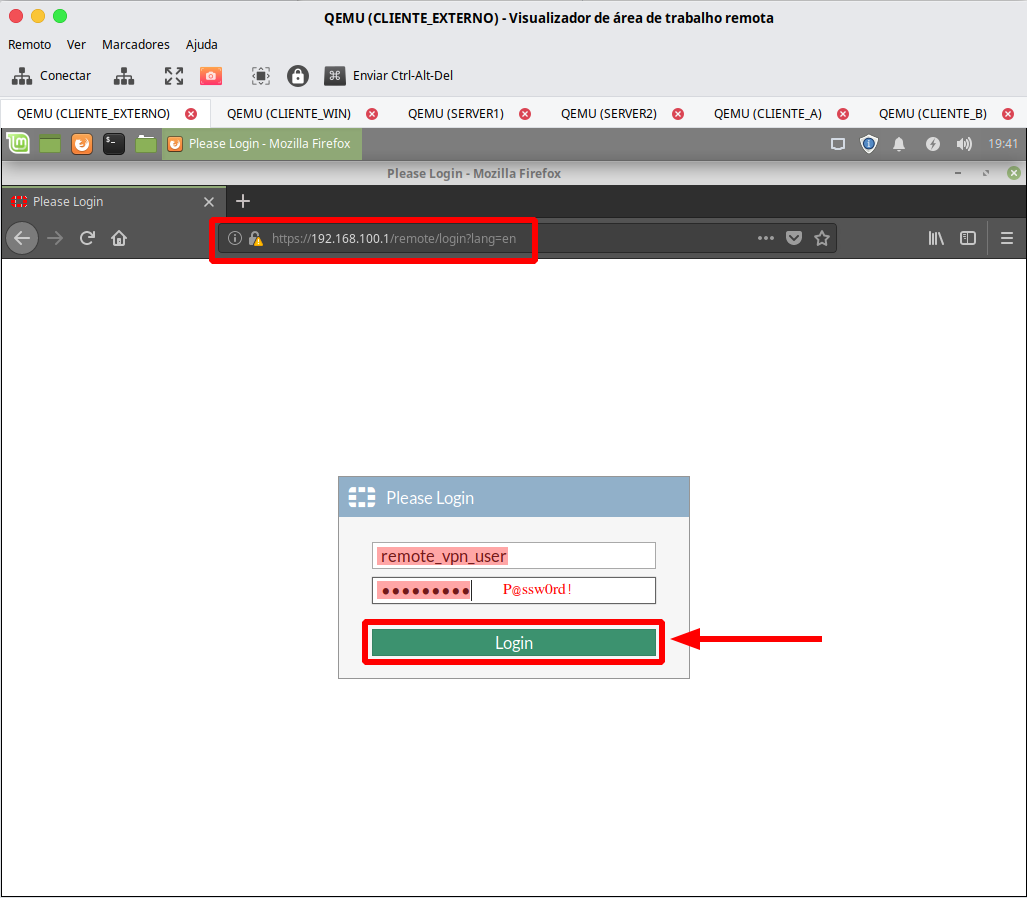 QEMU (CLIENTE_EXTERNO) - Visualizador de área de trabalho remota
Remoto Ver Marcadores Ajuda
Conectar Enviar Ctrl-Alt-Del
QEMU (CLIENTE_EXTERNO) QEMU (CLIENTE_WIN) QEMU (SERVER1) QEMU (SERVER2) QEMU (CLIENTE_A) QEMU (CLIENTE_B)
Please Login - Mozilla Firefox 19:41
Please Login - Mozilla Firefox
Please Login
https://192.168.100.1/remote/login?lang=en
Please Login
remote_vpn_user
●●●●●●●●● P@ssw0rd!
Login